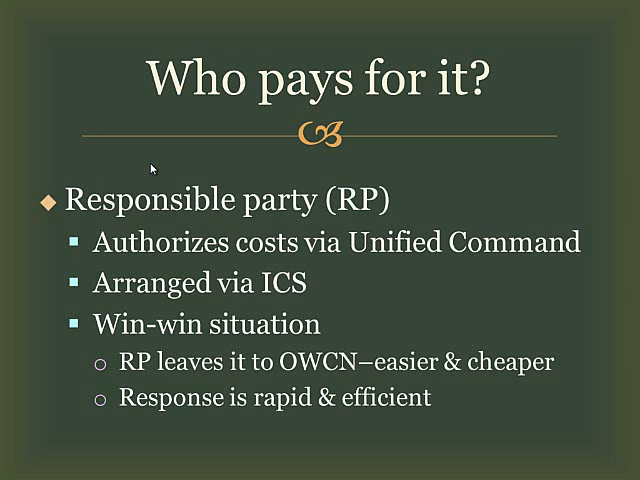 Who pays for it?
Responsible party (RP)
Authorizes costs via Unified Command
Arranged via ICS
Win-win situation
RP leaves it to OWCN–easier & cheaper
Response is rapid & efficient